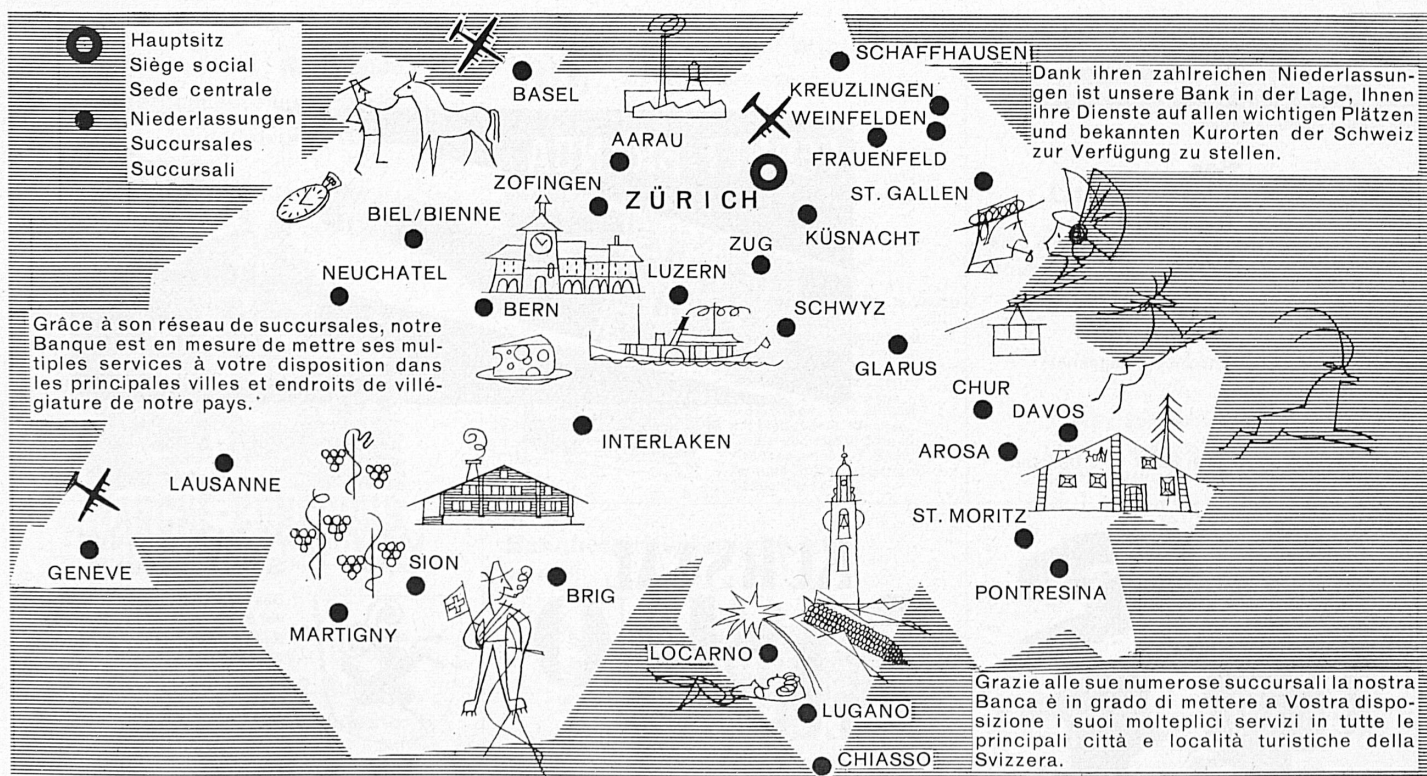 Hauptsitz
Siège social
Sede centrale
Niederlassungen
Succursales
Succursali
BASEL
SCHAFFHAUSEN
KREUZLINGEN
WEINFELDEN
FRAUENFELD
Dank ihren zahlreichen Niederlassun-
gen ist unsere Bank in der Lage, Ihnen
ihre Dienste auf allen wichtigen Plätzen
und bekannten Kurorten der Schweiz
zur Verfügung zu stellen.
AARAU
ZOFINGEN
ZÜRICH
ST. GALLEN
BIEL/BIENNE
KÜSNACHT
ZUG
NEUCHATEL
LUZERN
BERN
SCHWYZ
Grâce à son réseau de succursales, notre
Banque est en mesure de mettre ses mul-
tiples services à votre disposition dans
les principales villes et endroits de villé-
giature de notre pays.
GLARUS
CHUR
DAVOS
INTERLAKEN
AROSA
LAUSANNE
ST. MORITZ
GENEVE
SION
BRIG
PONTRESINA
MARTIGNY
LOCARNO
LUGANO
CHIASSO
Grazie alle sue numerose succursali la nostra
Banca è in grado di mettere a Vostra dispo-
sizione i suoi molteplici servizi in tutte le
principali città e località turistiche della
Svizzera.